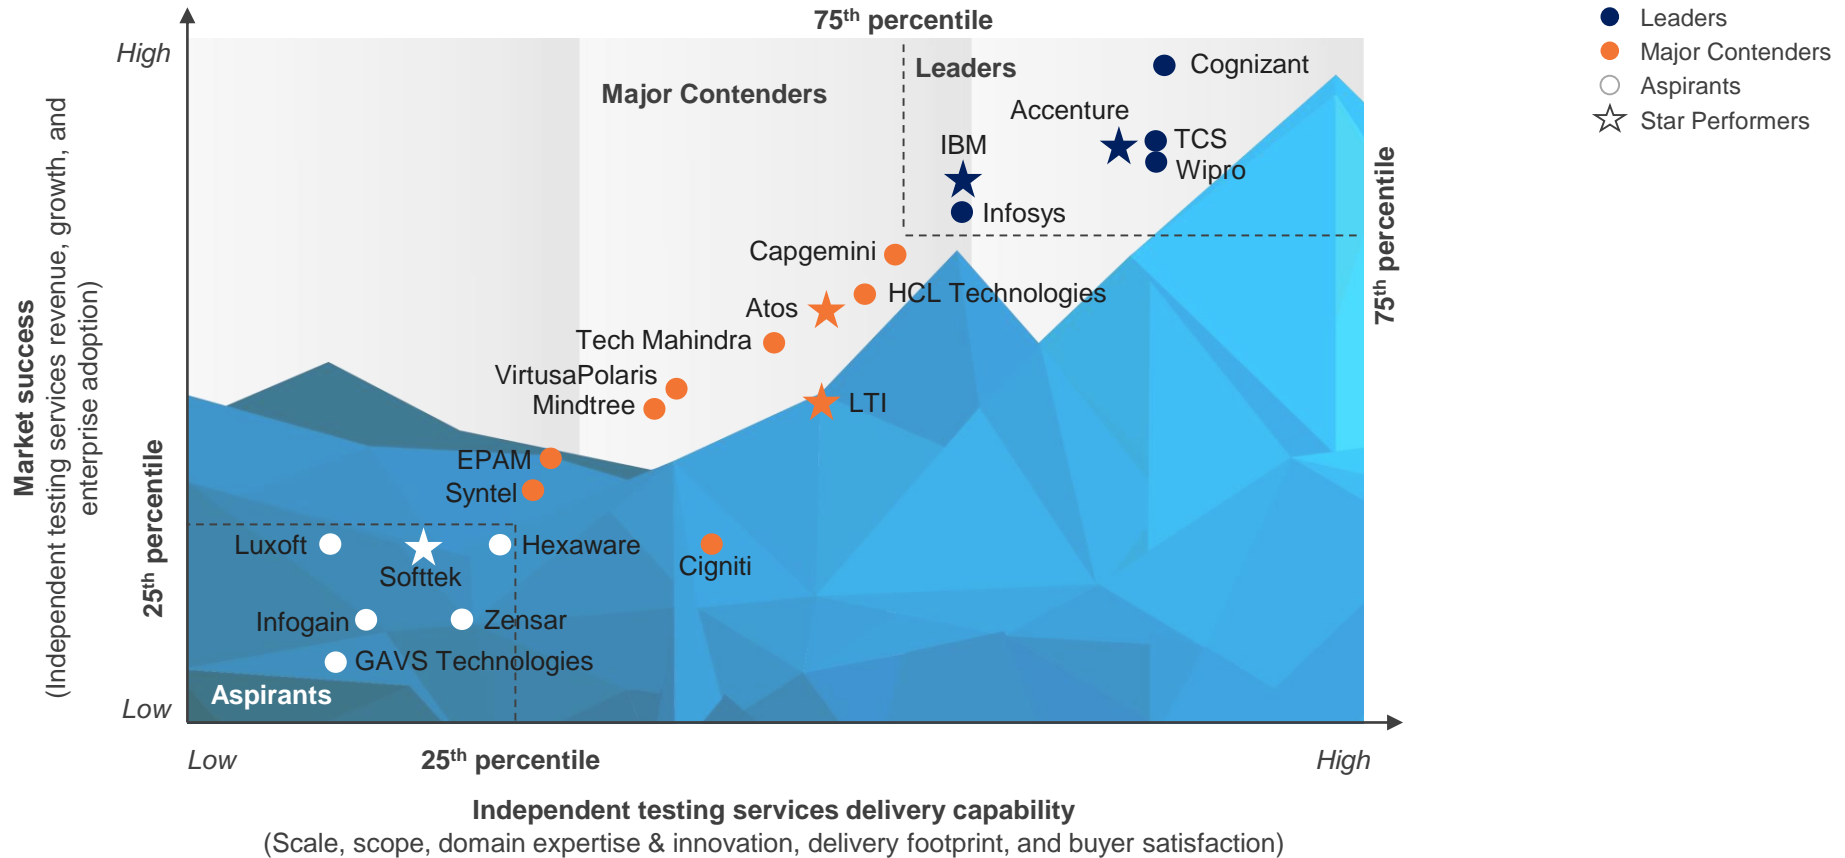 75th percentile
High
Leaders
Major Contenders
Cognizant
Accenture
TCS
IBM
Wipro
Infosys
Capgemini
HCL Technologies
Atos
Tech Mahindra
VirtusaPolaris
Mindtree
LTI
EPAM
Syntel
Luxoft
Softtek
Hexaware
Cigniti
Infogain
Zensar
GAVS Technologies
Aspirants
Low
Market success
(Independent testing services revenue, growth, and
enterprise adoption)
25th percentile
75th percentile
Low
25th percentile
High
Independent testing services delivery capability
(Scale, scope, domain expertise & innovation, delivery footprint, and buyer satisfaction)
Leaders
Major Contenders
Aspirants
Star Performers